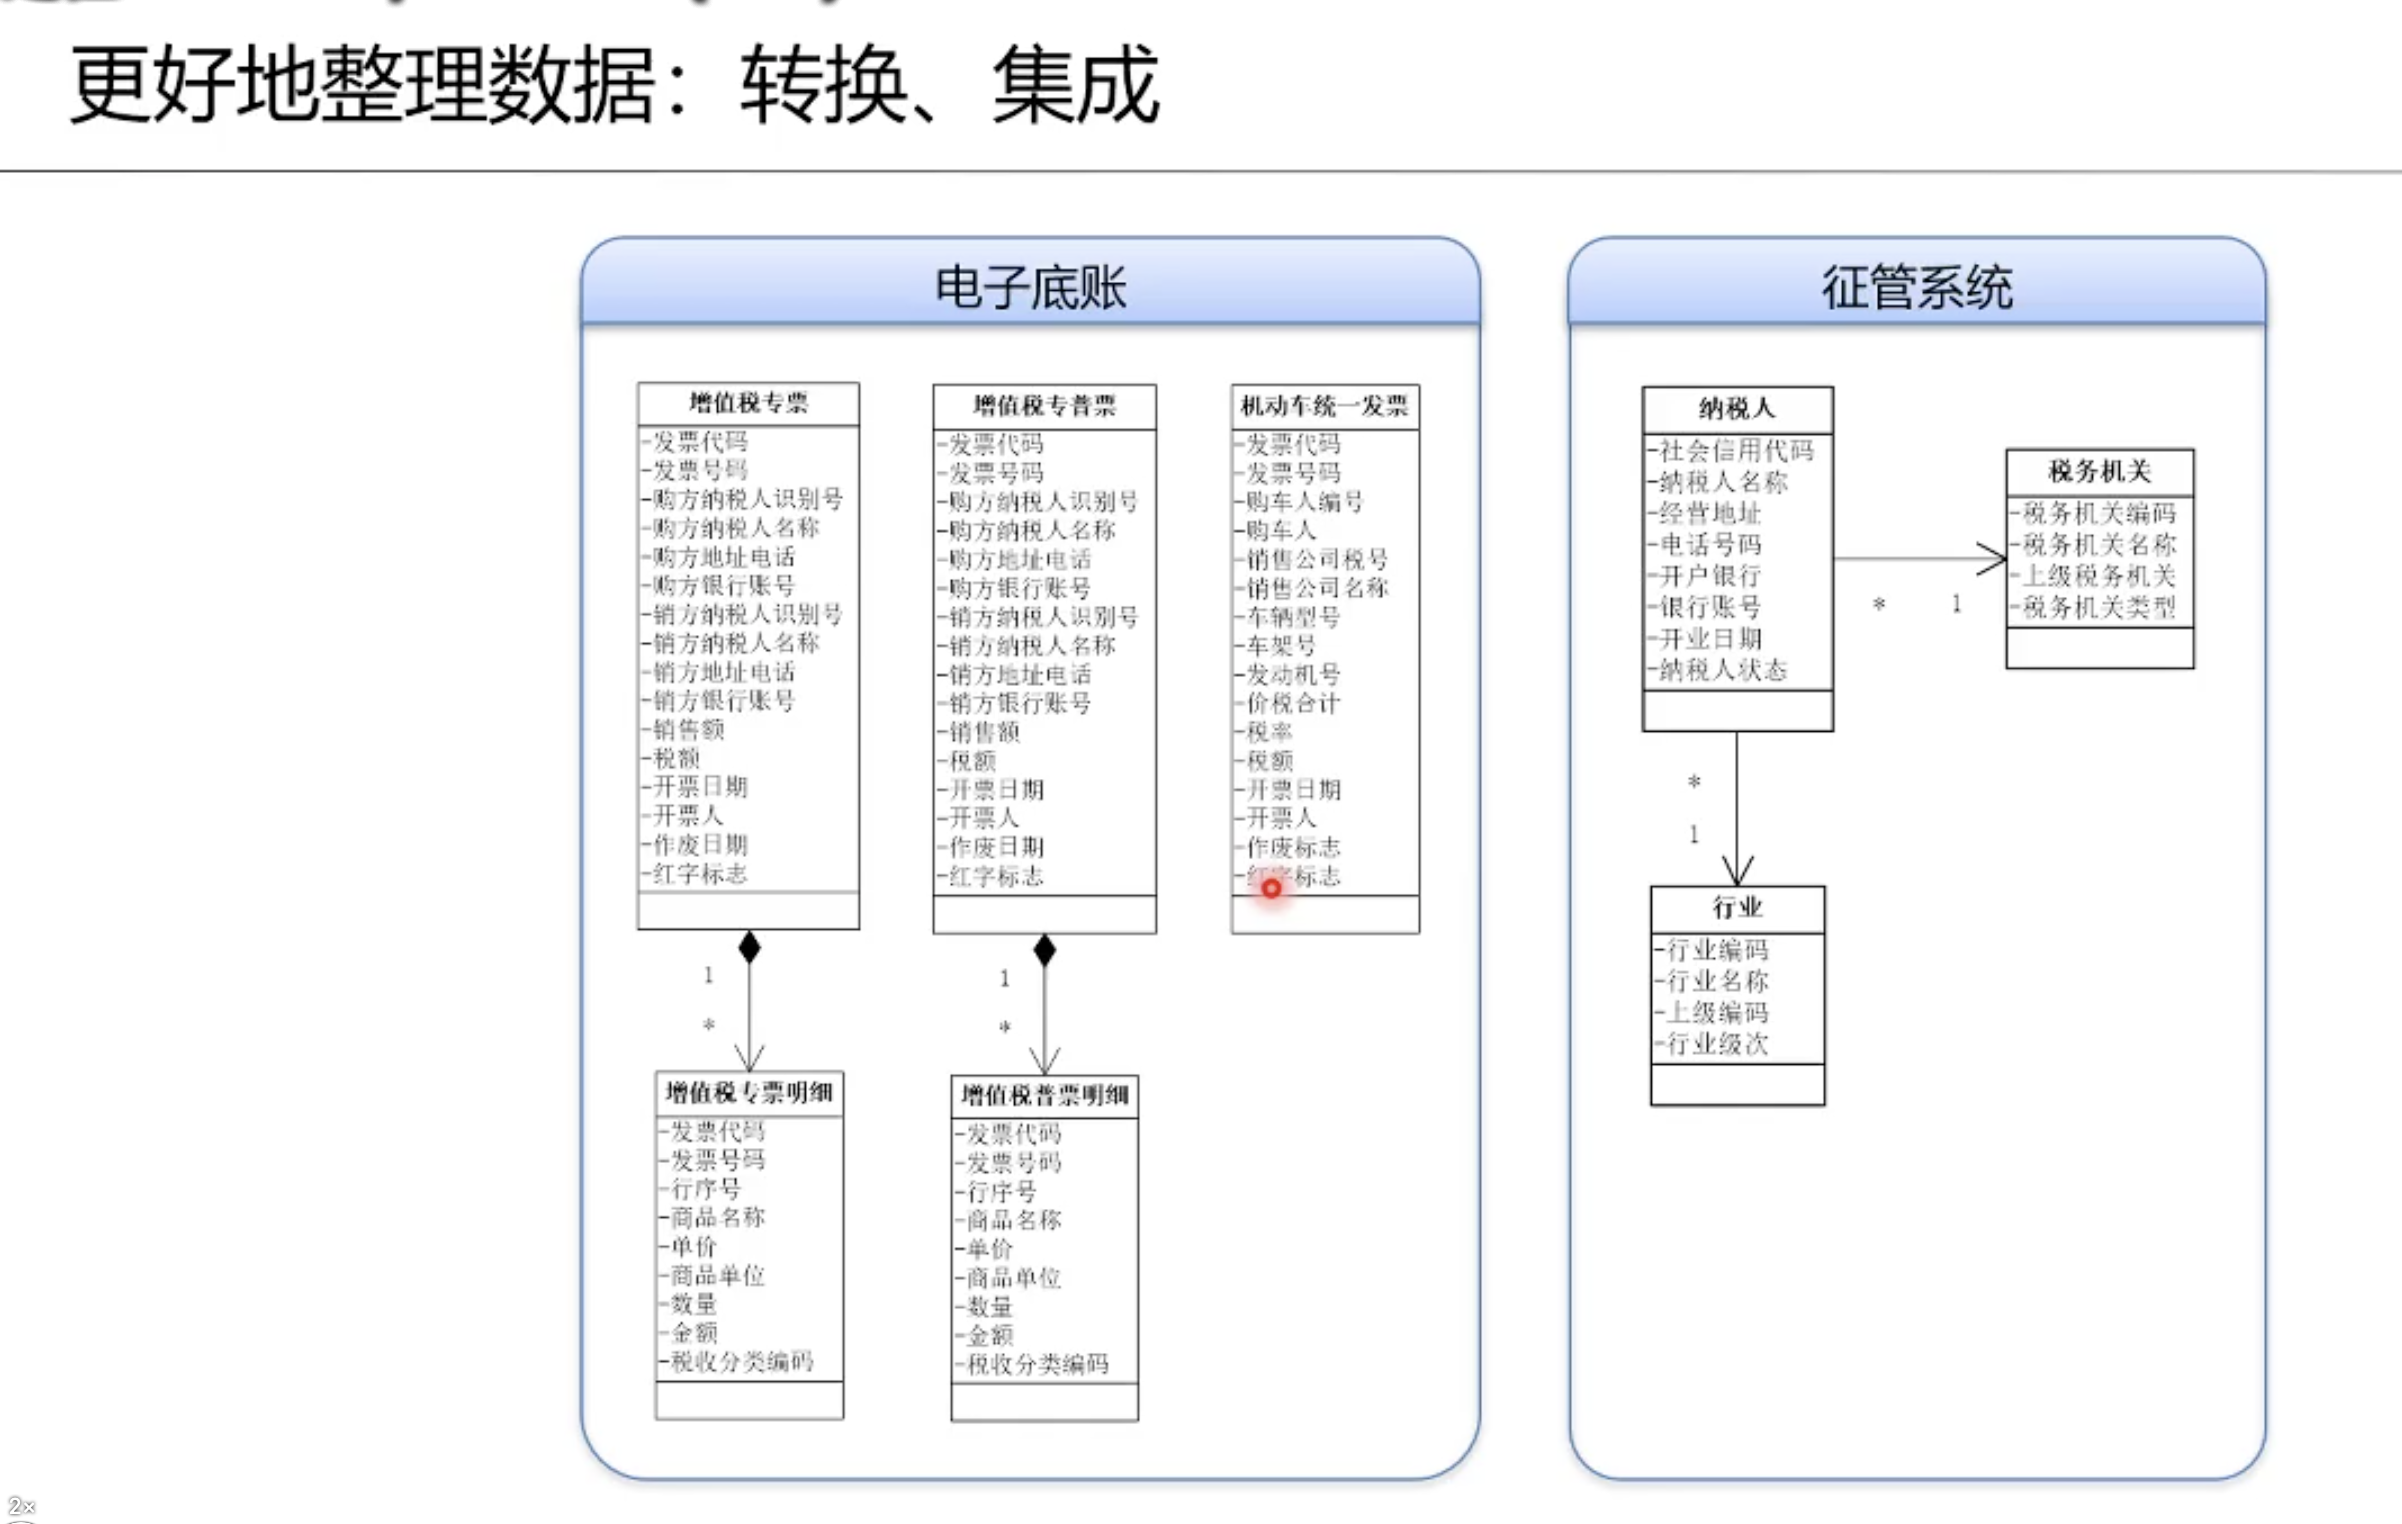 更好地整理数据：转换、集成
电子底账
增值税专票
-发票代码
-发票号码
-购方纳税人识别号
-购方纳税人名称
-购方地址电话
-购方银行账号
-销方纳税人识别号
-销方纳税人名称
-销方地址电话
-销方银行账号
-销售额
-税额
-开票日期
-开票人
-作废日期
-红字标志
1
*
增值税专票明细
-发票代码
-发票号码
-行序号
-商品名称
-单价
-商品单位
-数量
-金额
-税收分类编码
增值税专普票
-发票代码
-发票号码
-购方纳税人识别号
-购方纳税人名称
-购方地址电话
-购方银行账号
-销方纳税人识别号
-销方纳税人名称
-销方地址电话
-销方银行账号
-销售额
-税额
-开票日期
-开票人
-作废日期
-红字标志
1
*
增值税普票明细
-发票代码
-发票号码
-行序号
-商品名称
-单价
-商品单位
-数量
-金额
-税收分类编码
机动车统一发票
-发票代码
-发票号码
-购车人编号
-购车人
-销售公司税号
-销售公司名称
-车辆型号
-车架号
-发动机号
-价税合计
-税率
-税额
-开票日期
-开票人
-作废标志
-红字标志
征管系统
纳税人
-社会信用代码
-纳税人名称
-经营地址
-电话号码
-开户银行
-银行账号
-开业日期
-纳税人状态
* 1
税务机关
-税务机关编码
-税务机关名称
-上级税务机关
-税务机关类型
*
1
行业
-行业编码
-行业名称
-上级编码
-行业级次
2×